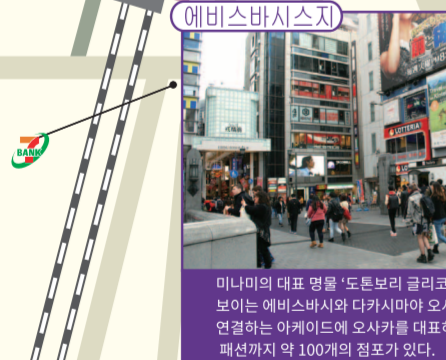 에비스바시스지
7
BANK
LOTTERIA
미나미의 대표 명물 ‘도톤보리 글리코
보이는 에비스바시와 다카시마야 오사
연결하는 아케이드에 오사카를 대표하
패션까지 약 100개의 점포가 있다.